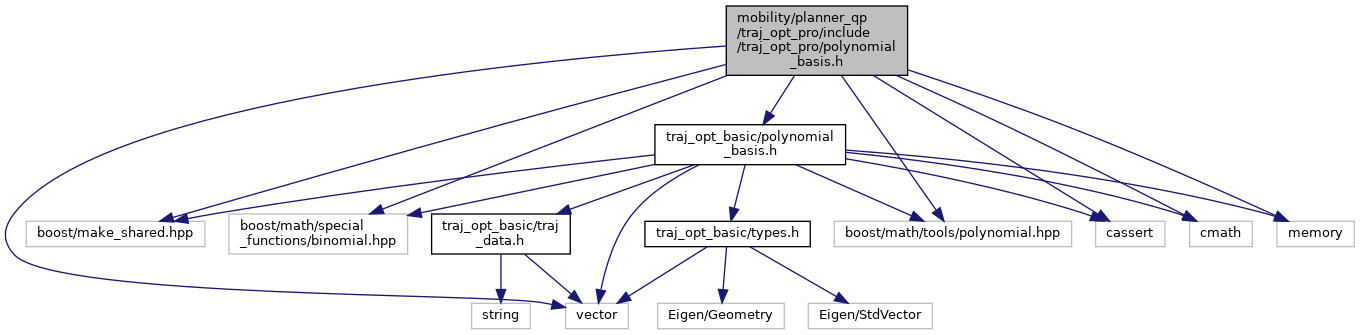 mobility/planner_qp
/traj_opt_pro/include
/traj_opt_pro/polynomial
_basis.h
traj_opt_basic/polynomial
_basis.h
boost/make_shared.hpp
boost/math/special
_functions/binomial.hpp
traj_opt_basic/traj
_data.h
traj_opt_basic/types.h
boost/math/tools/polynomial.hpp
cassert
cmath
memory
string
vector
Eigen/Geometry
Eigen/StdVector